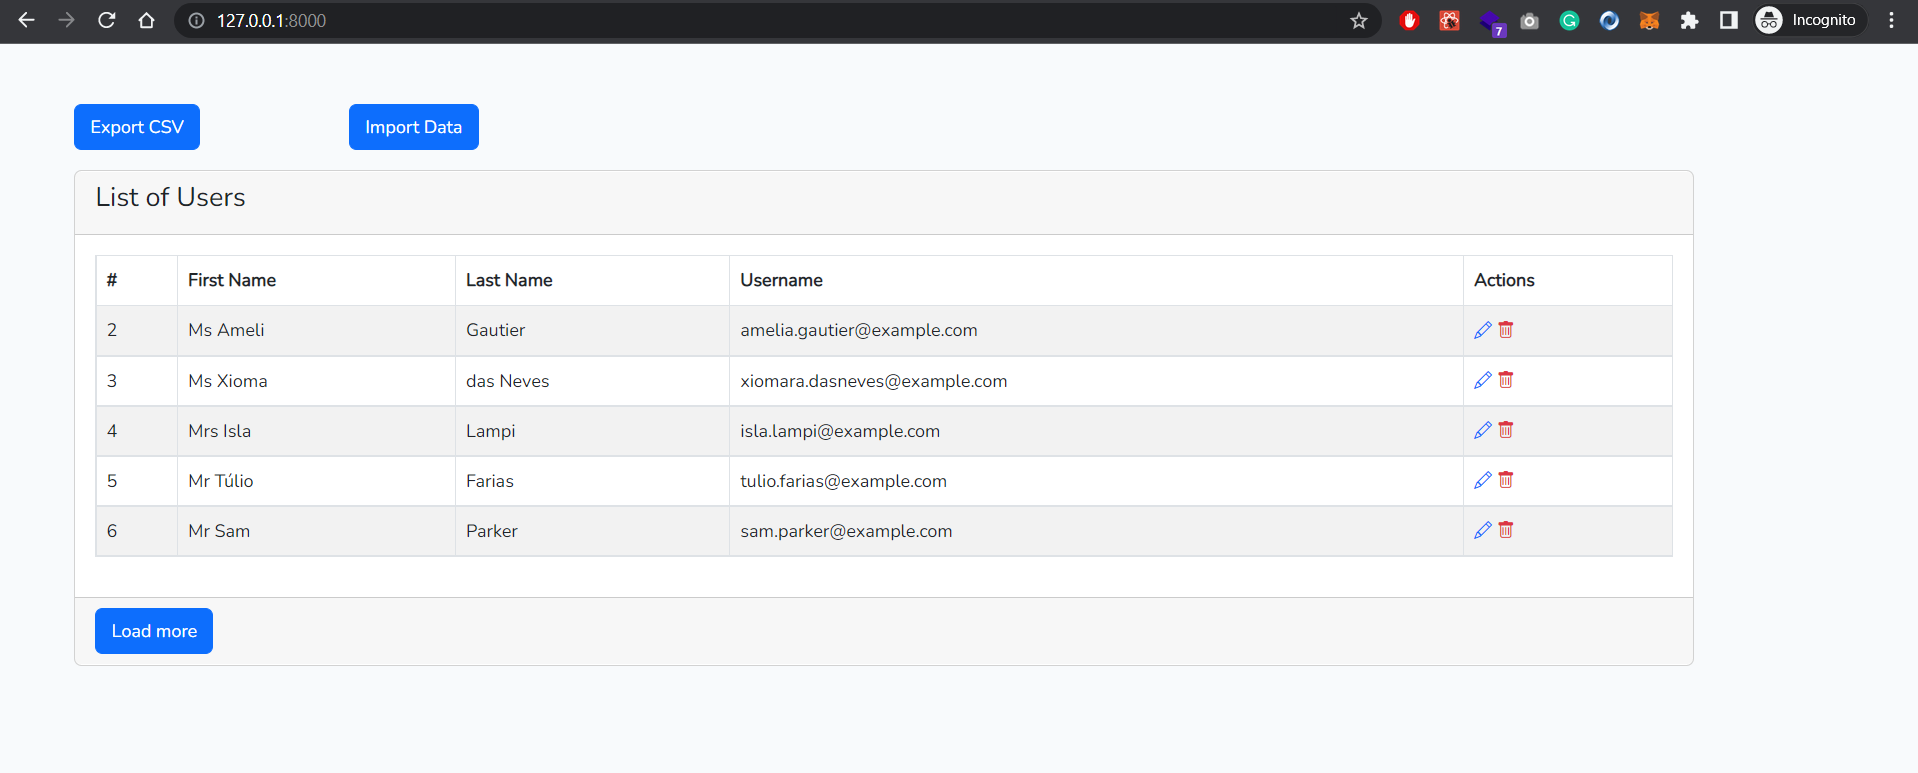 127.0.0.1:8000
7
Incognito
Export CSV Import Data
List of Users
# First Name Last Name Username Actions
2 Ms Ameli Gautier amelia.gautier@example.com
3 Ms Xioma das Neves xiomara.dasneves@example.com
4 Mrs Isla Lampi isla.lampi@example.com
5 Mr Túlio Farias tulio.farias@example.com
6 Mr Sam Parker sam.parker@example.com
Load more